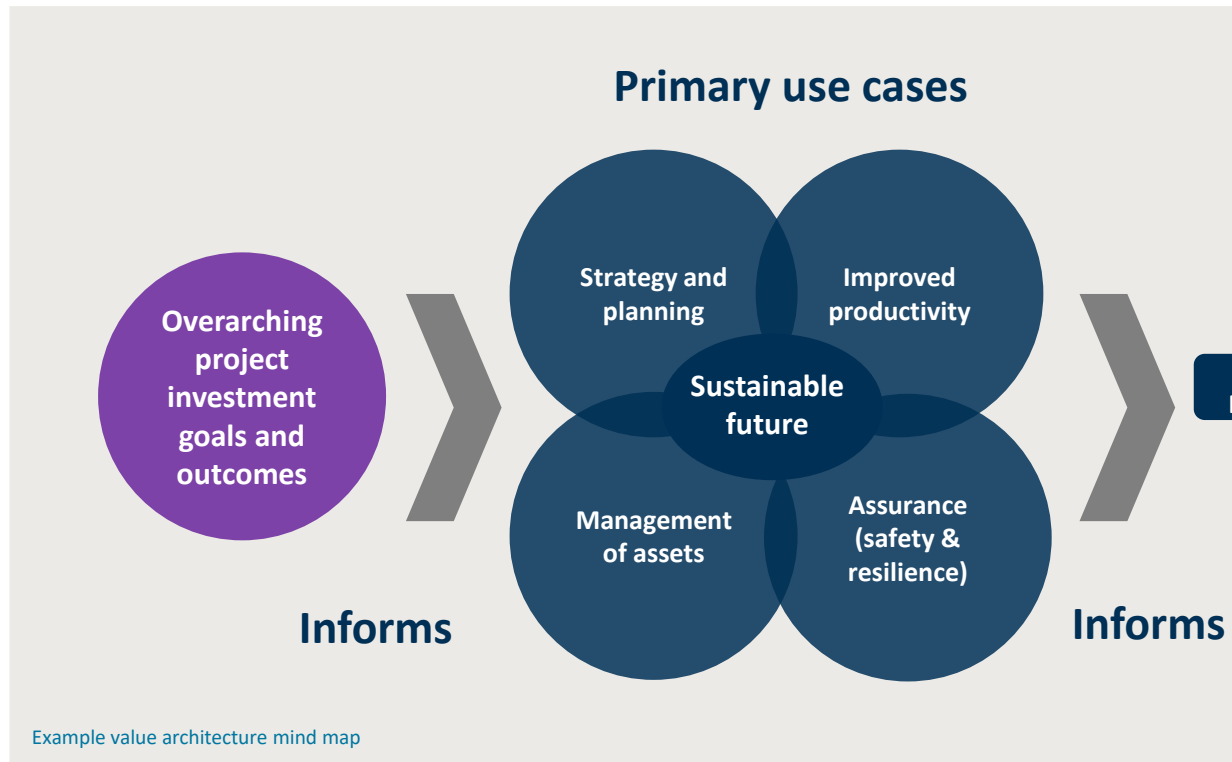 Primary use cases
Overarching
project
investment
goals and
outcomes
Strategy and
planning
Improved
productivity
Sustainable
future
Management
of assets
Assurance
(safety &
resilience)
Informs
Informs
Example value architecture mind map